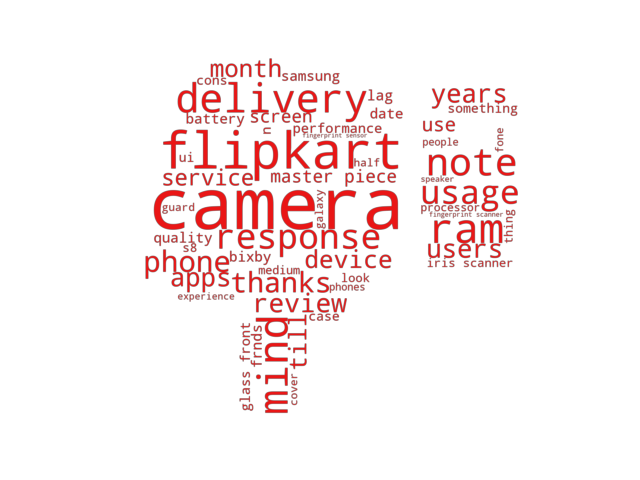 month
cons
samsung
delivery
lag
battery
screen
date
n
performance
fingerprint sensor
flipkart
ui
half
service
master piece
camera
guard
galaxy
response
quality
s8
phone
bixby
device
medium
apps
thanks
look
phones
experience
review
case
glass front
frnds
mind
till
cover
years
something
use
people
fone
note
speaker
usage
processor
fingerprint scanner
ram
thing
users
iris scanner